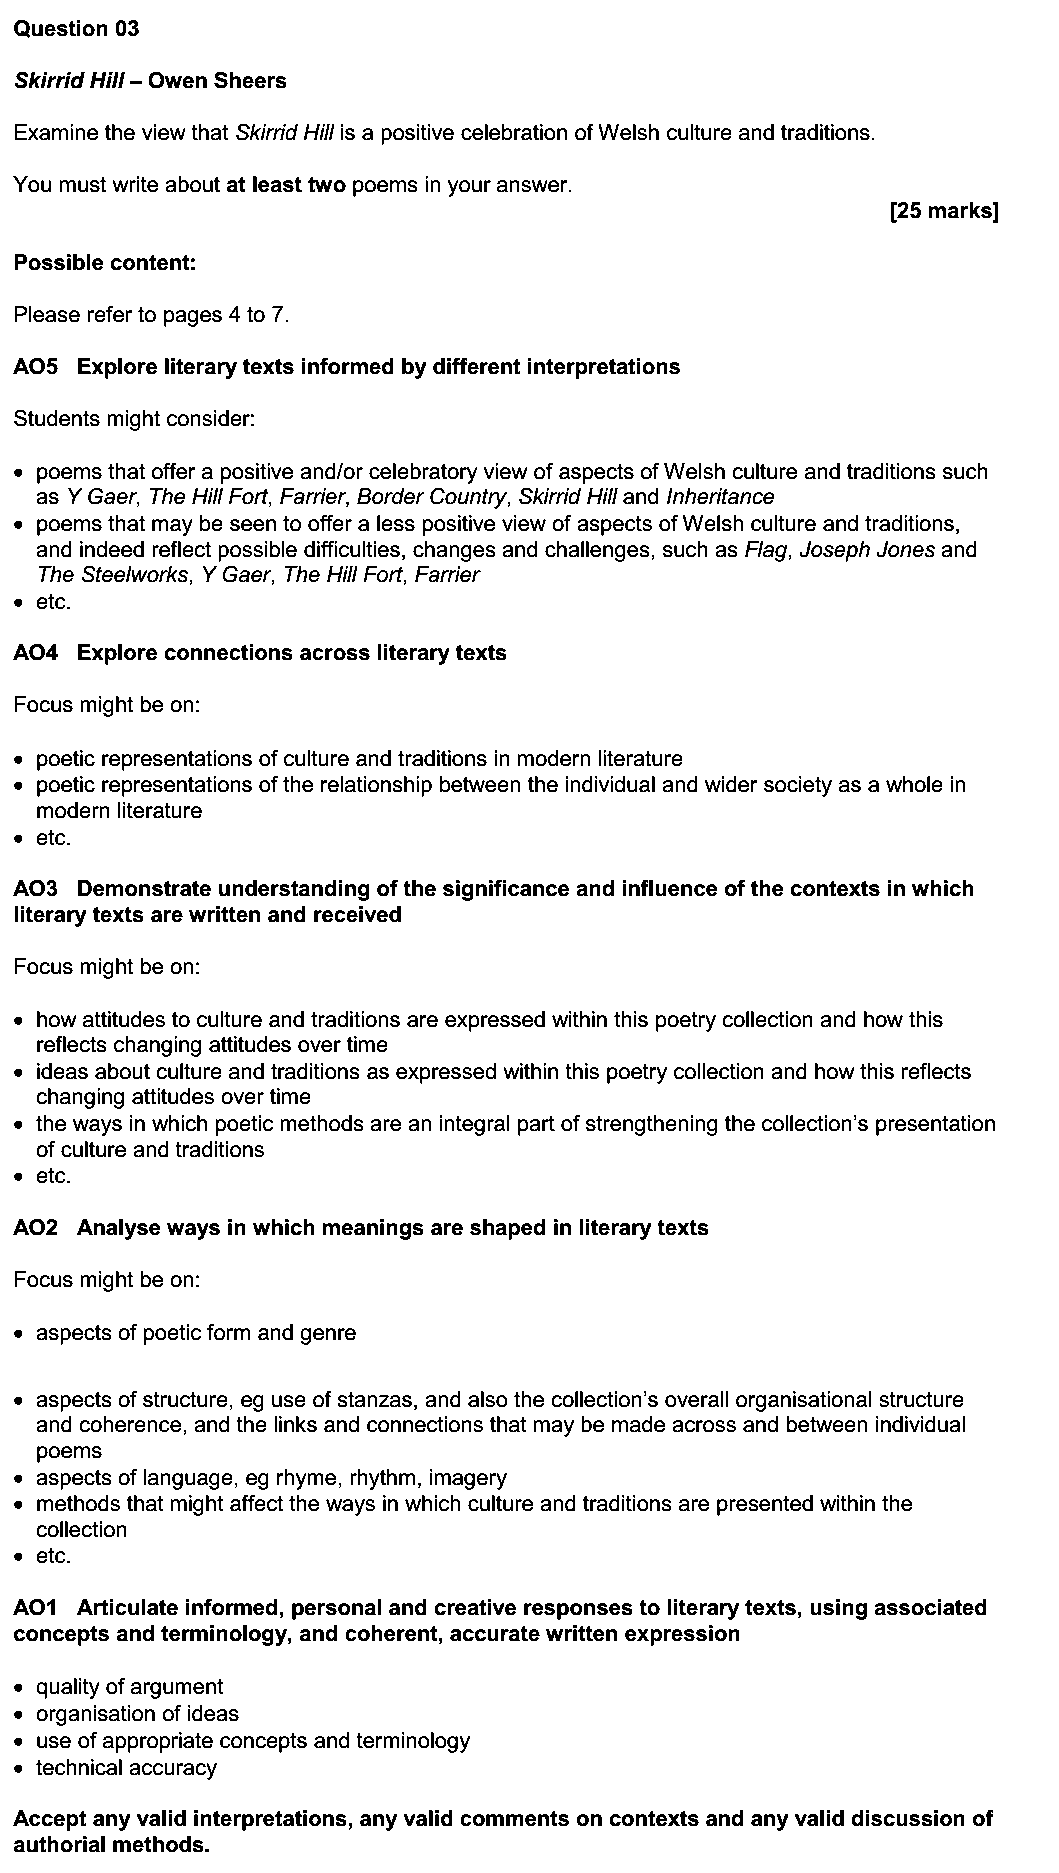 Question 03
Skirrid Hill – Owen Sheers
Examine the view that Skirrid Hill is a positive celebration of Welsh culture and traditions.
You must write about at least two poems in your answer.
[25 marks]
Possible content:
Please refer to pages 4 to 7.
AO5 Explore literary texts informed by different interpretations
Students might consider:
• poems that offer a positive and/or celebratory view of aspects of Welsh culture and traditions such
as Y Gaer, The Hill Fort, Farrier, Border Country, Skirrid Hill and Inheritance
• poems that may be seen to offer a less positive view of aspects of Welsh culture and traditions,
and indeed reflect possible difficulties, changes and challenges, such as Flag, Joseph Jones and
The Steelworks, Y Gaer, The Hill Fort, Farrier
• etc.
AO4 Explore connections across literary texts
Focus might be on:
• poetic representations of culture and traditions in modern literature
• poetic representations of the relationship between the individual and wider society as a whole in
modern literature
• etc.
AO3 Demonstrate understanding of the significance and influence of the contexts in which
literary texts are written and received
Focus might be on:
• how attitudes to culture and traditions are expressed within this poetry collection and how this
reflects changing attitudes over time
• ideas about culture and traditions as expressed within this poetry collection and how this reflects
changing attitudes over time
• the ways in which poetic methods are an integral part of strengthening the collection's presentation
of culture and traditions
• etc.
AO2 Analyse ways in which meanings are shaped in literary texts
Focus might be on:
• aspects of poetic form and genre
• aspects of structure, eg use of stanzas, and also the collection's overall organisational structure
and coherence, and the links and connections that may be made across and between individual
poems
• aspects of language, eg rhyme, rhythm, imagery
• methods that might affect the ways in which culture and traditions are presented within the
collection
• etc.
AO1 Articulate informed, personal and creative responses to literary texts, using associated
concepts and terminology, and coherent, accurate written expression
• quality of argument
• organisation of ideas
• use of appropriate concepts and terminology
• technical accuracy
Accept any valid interpretations, any valid comments on contexts and any valid discussion of
authorial methods.